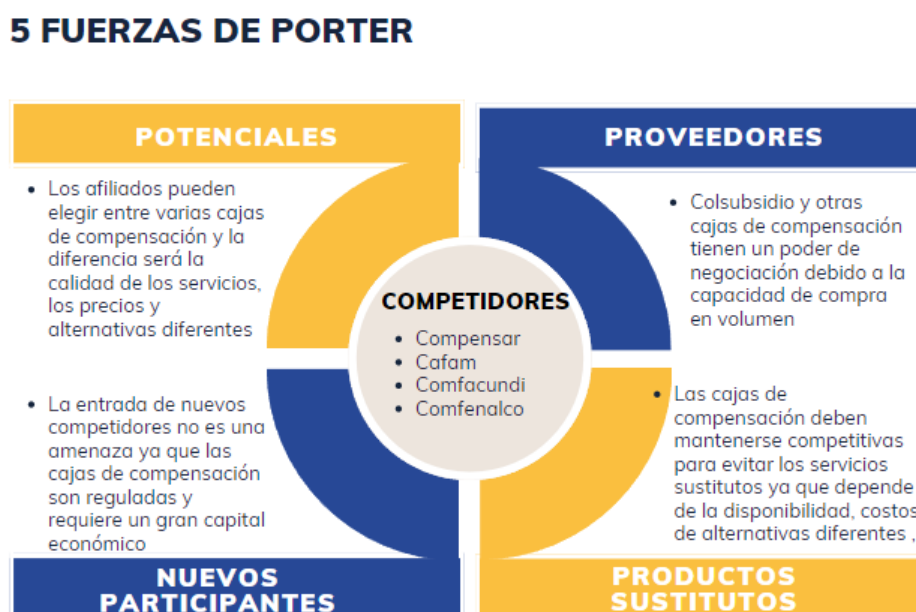 5 FUERZAS DE PORTER
POTENCIALES
• Los afiliados pueden
elegir entre varias cajas
de compensación y la
diferencia será la
calidad de los servicios,
los precios y
alternativas diferentes
PROVEEDORES
• Colsubsidio y otras
cajas de compensación
tienen un poder de
negociación debido a la
capacidad de compra
en volumen
COMPETIDORES
• Compensar
• Cafam
• Comfacundi
• Comfenalco
• La entrada de nuevos
competidores no es una
amenaza ya que las
cajas de compensación
son reguladas y
requiere un gran capital
económico
NUEVOS
PARTICIPANTES
• Las cajas de
compensación deben
mantenerse competitivas
para evitar los servicios
sustitutos ya que depende
de la disponibilidad, costos
de alternativas diferentes ,
PRODUCTOS
SUSTITUTOS